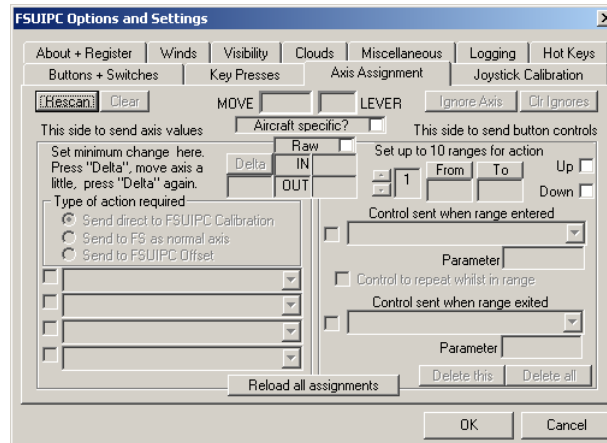 FSUIPC Options and Settings
About + Register Winds Visibility Clouds Miscellaneous Logging Hot Keys
Buttons + Switches Key Presses Axis Assignment Joystick Calibration
Rescan Clear MOVE LEVER Ignore Axis Clr Ignores
This side to send axis values Aircraft specific? This side to send button controls
Set minimum change here.
Press "Delta", move axis a
little, press "Delta" again.
Raw
Delta IN
OUT
Set up to 10 ranges for action
1 From To Up
Down
Type of action required
Send direct to FSUIPC Calibration
Send to FS as normal axis
Send to FSUIPC Offset
Control sent when range entered
Parameter
Control to repeat whilst in range
Control sent when range exited
Parameter
Delete this Delete all
Reload all assignments
OK Cancel